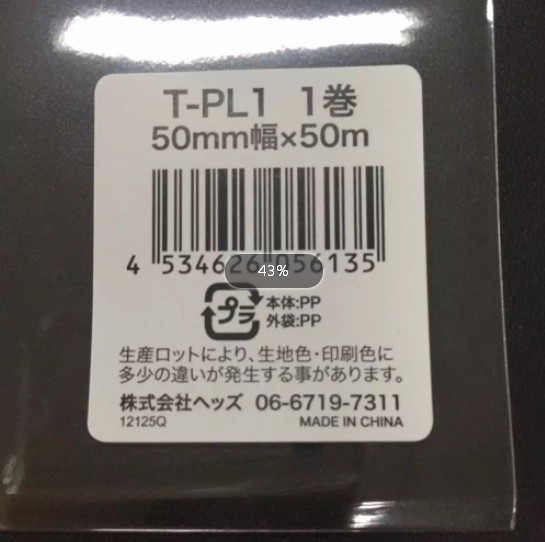 T-PL1 1巻
50mm幅×50m
4 534626 056135
43%
プラ 本体:PP
外袋:PP
生産ロットにより、生地色・印刷色に
多少の違いが発生する事があります。
株式会社ヘッズ 06-6719-7311
12125Q MADE IN CHINA